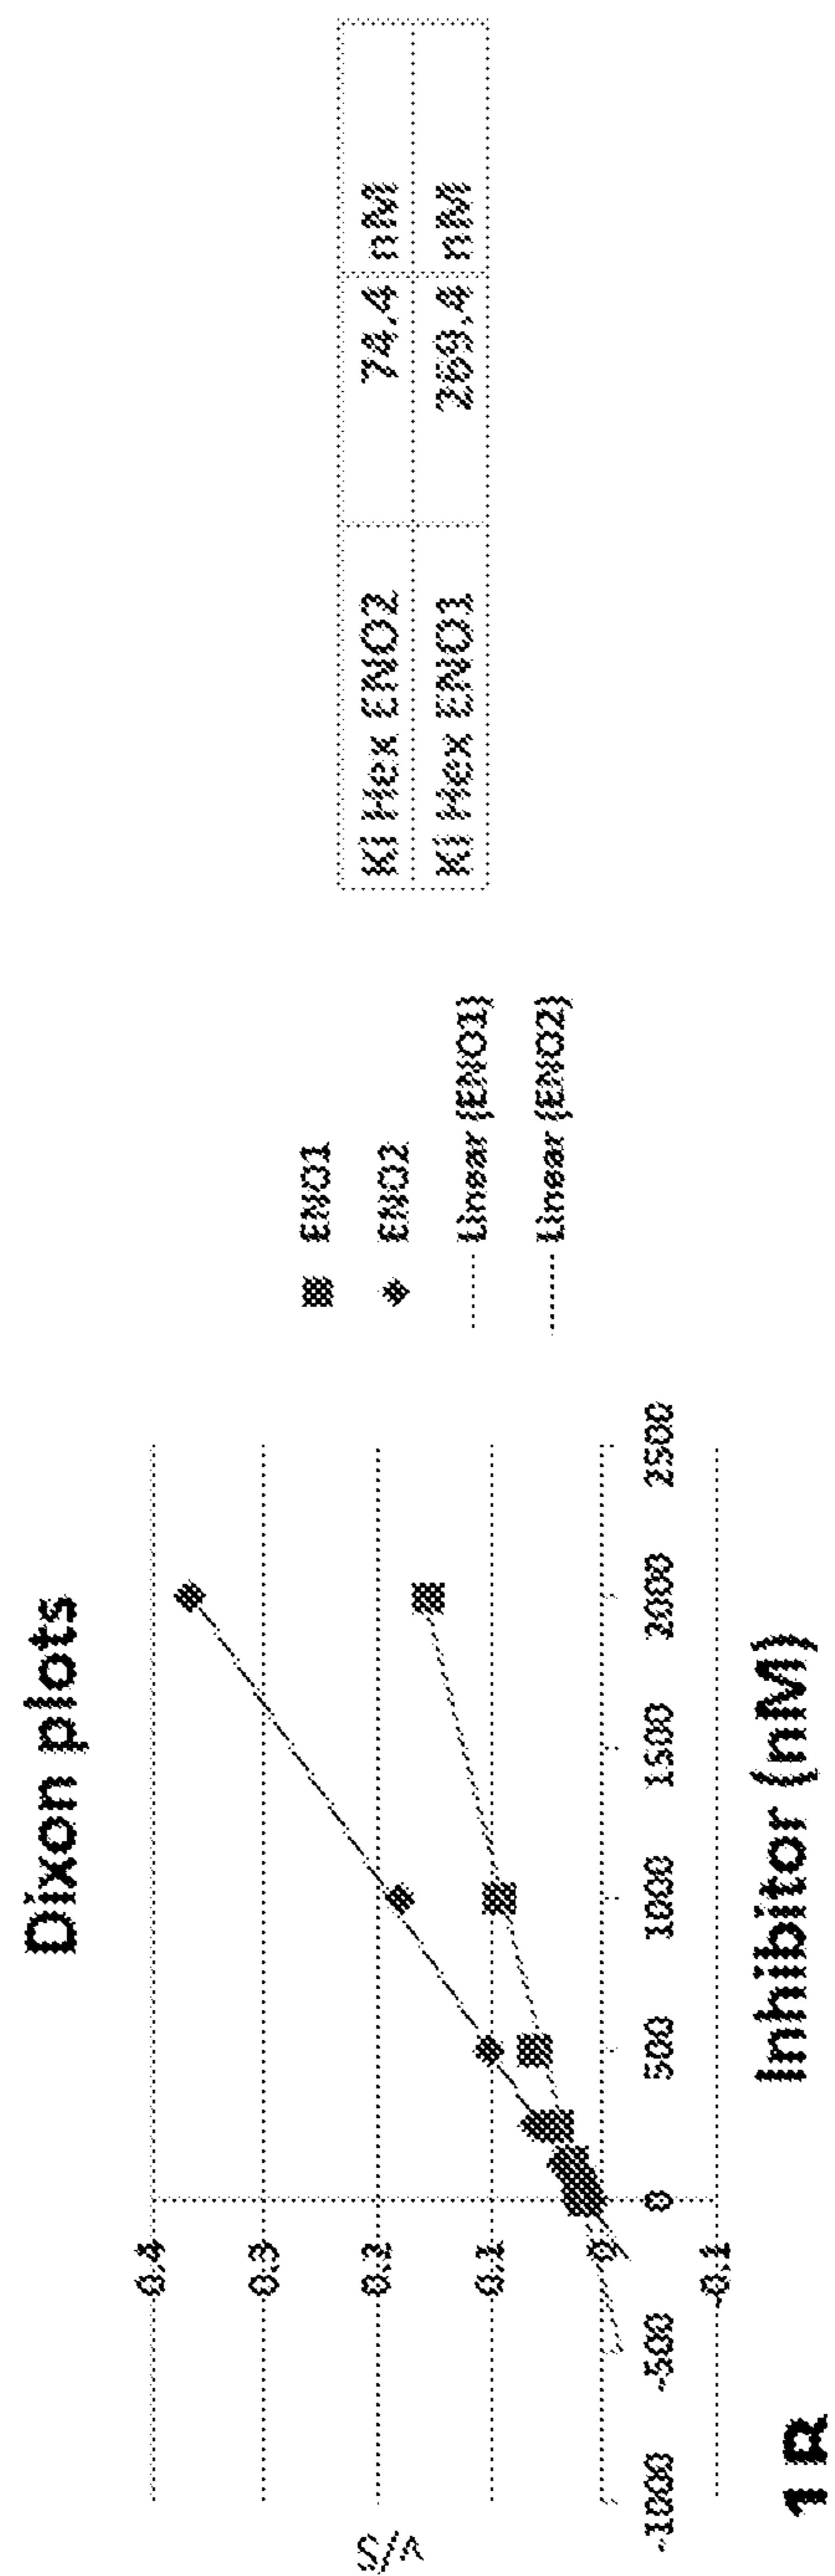 Dixon plots
V/S
0.4
0.3
0.2
0.1
0
-0.1
-1000 -500 0 500 1000 1500 2000 2500
Inhibitor (nM)
ENO1
ENO2
Linear (ENO1)
Linear (ENO2)
Ki Hex ENO2 74.4 nM
Ki Hex ENO1 269.4 nM